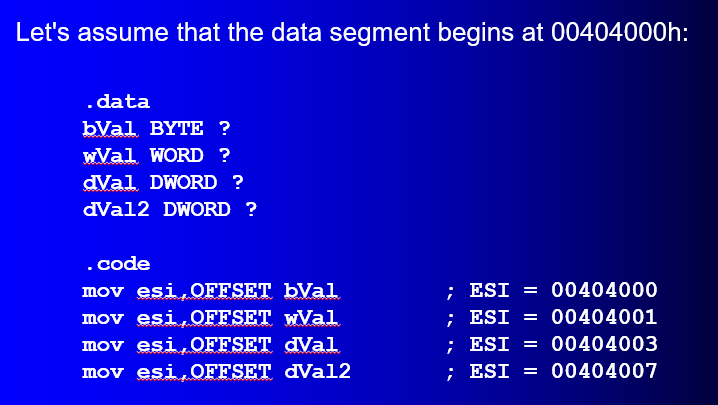 Let's assume that the data segment begins at 00404000h:
.data
bVal BYTE ?
wVal WORD ?
dVal DWORD ?
dVal2 DWORD ?
.code
mov esi,OFFSET bVal ; ESI = 00404000
mov esi,OFFSET wVal ; ESI = 00404001
mov esi,OFFSET dVal ; ESI = 00404003
mov esi,OFFSET dVal2 ; ESI = 00404007